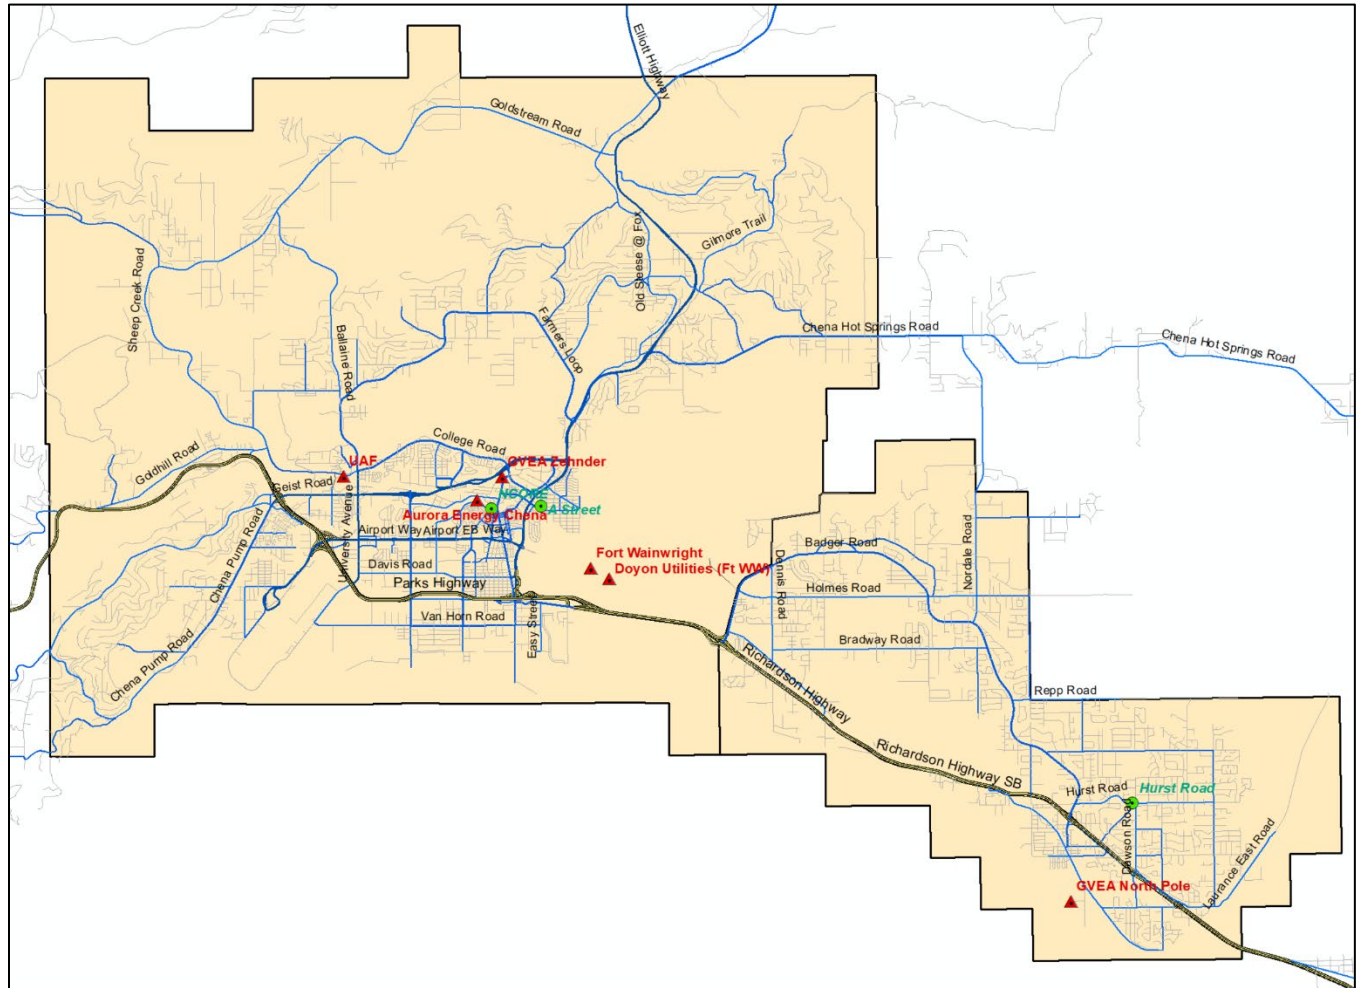 Elliott Highway
Goldstream Road
Old Steese @ Fox
Gilmore Trail
Sheep Creek Road
Ballaine Road
Farmers Loop
Chena Hot Springs Road
Chena Hot Springs Road
College Road
Goldhill Road
UAF
GVEA Zehnder
Geist Road
NCORE
A Street
Aurora Energy Chena
University Avenue
Airport Way
Airport EB Way
Chena Pump Road
Davis Road
Parks Highway
Fort Wainwright
Doyon Utilities (Ft WW)
Van Horn Road
Easy Street
Chena Pump Road
Dennis Road
Badger Road
Nordale Road
Holmes Road
Bradway Road
Richardson Highway
Repp Road
Richardson Highway SB
Hurst Road
Hurst Road
Dawson Road
Laurance East Road
GVEA North Pole